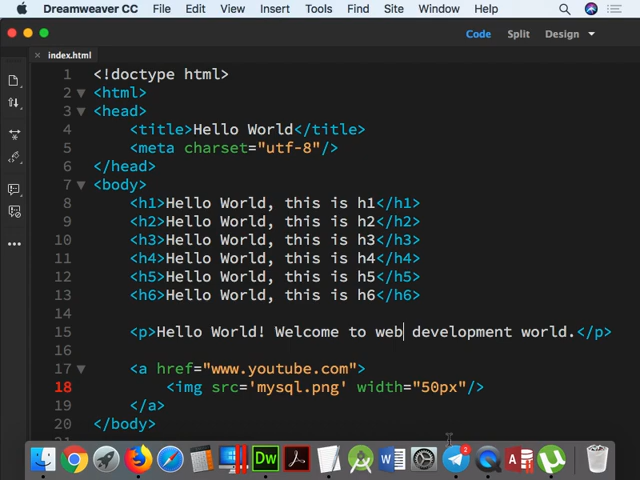 Dreamweaver CC File Edit View Insert Tools Find Site Window Help
Code Split Design
index.html
1 <!doctype html>
2 <html>
3 <head>
4 <title>Hello World</title>
5 <meta charset="utf-8"/>
6 </head>
7 <body>
8 <h1>Hello World, this is h1</h1>
9 <h2>Hello World, this is h2</h2>
10 <h3>Hello World, this is h3</h3>
11 <h4>Hello World, this is h4</h4>
12 <h5>Hello World, this is h5</h5>
13 <h6>Hello World, this is h6</h6>
14
15 <p>Hello World! Welcome to web development world.</p>
16
17 <a href="www.youtube.com">
18 <img src='mysql.png' width="50px"/>
19 </a>
20 </body>
Dw W A 2